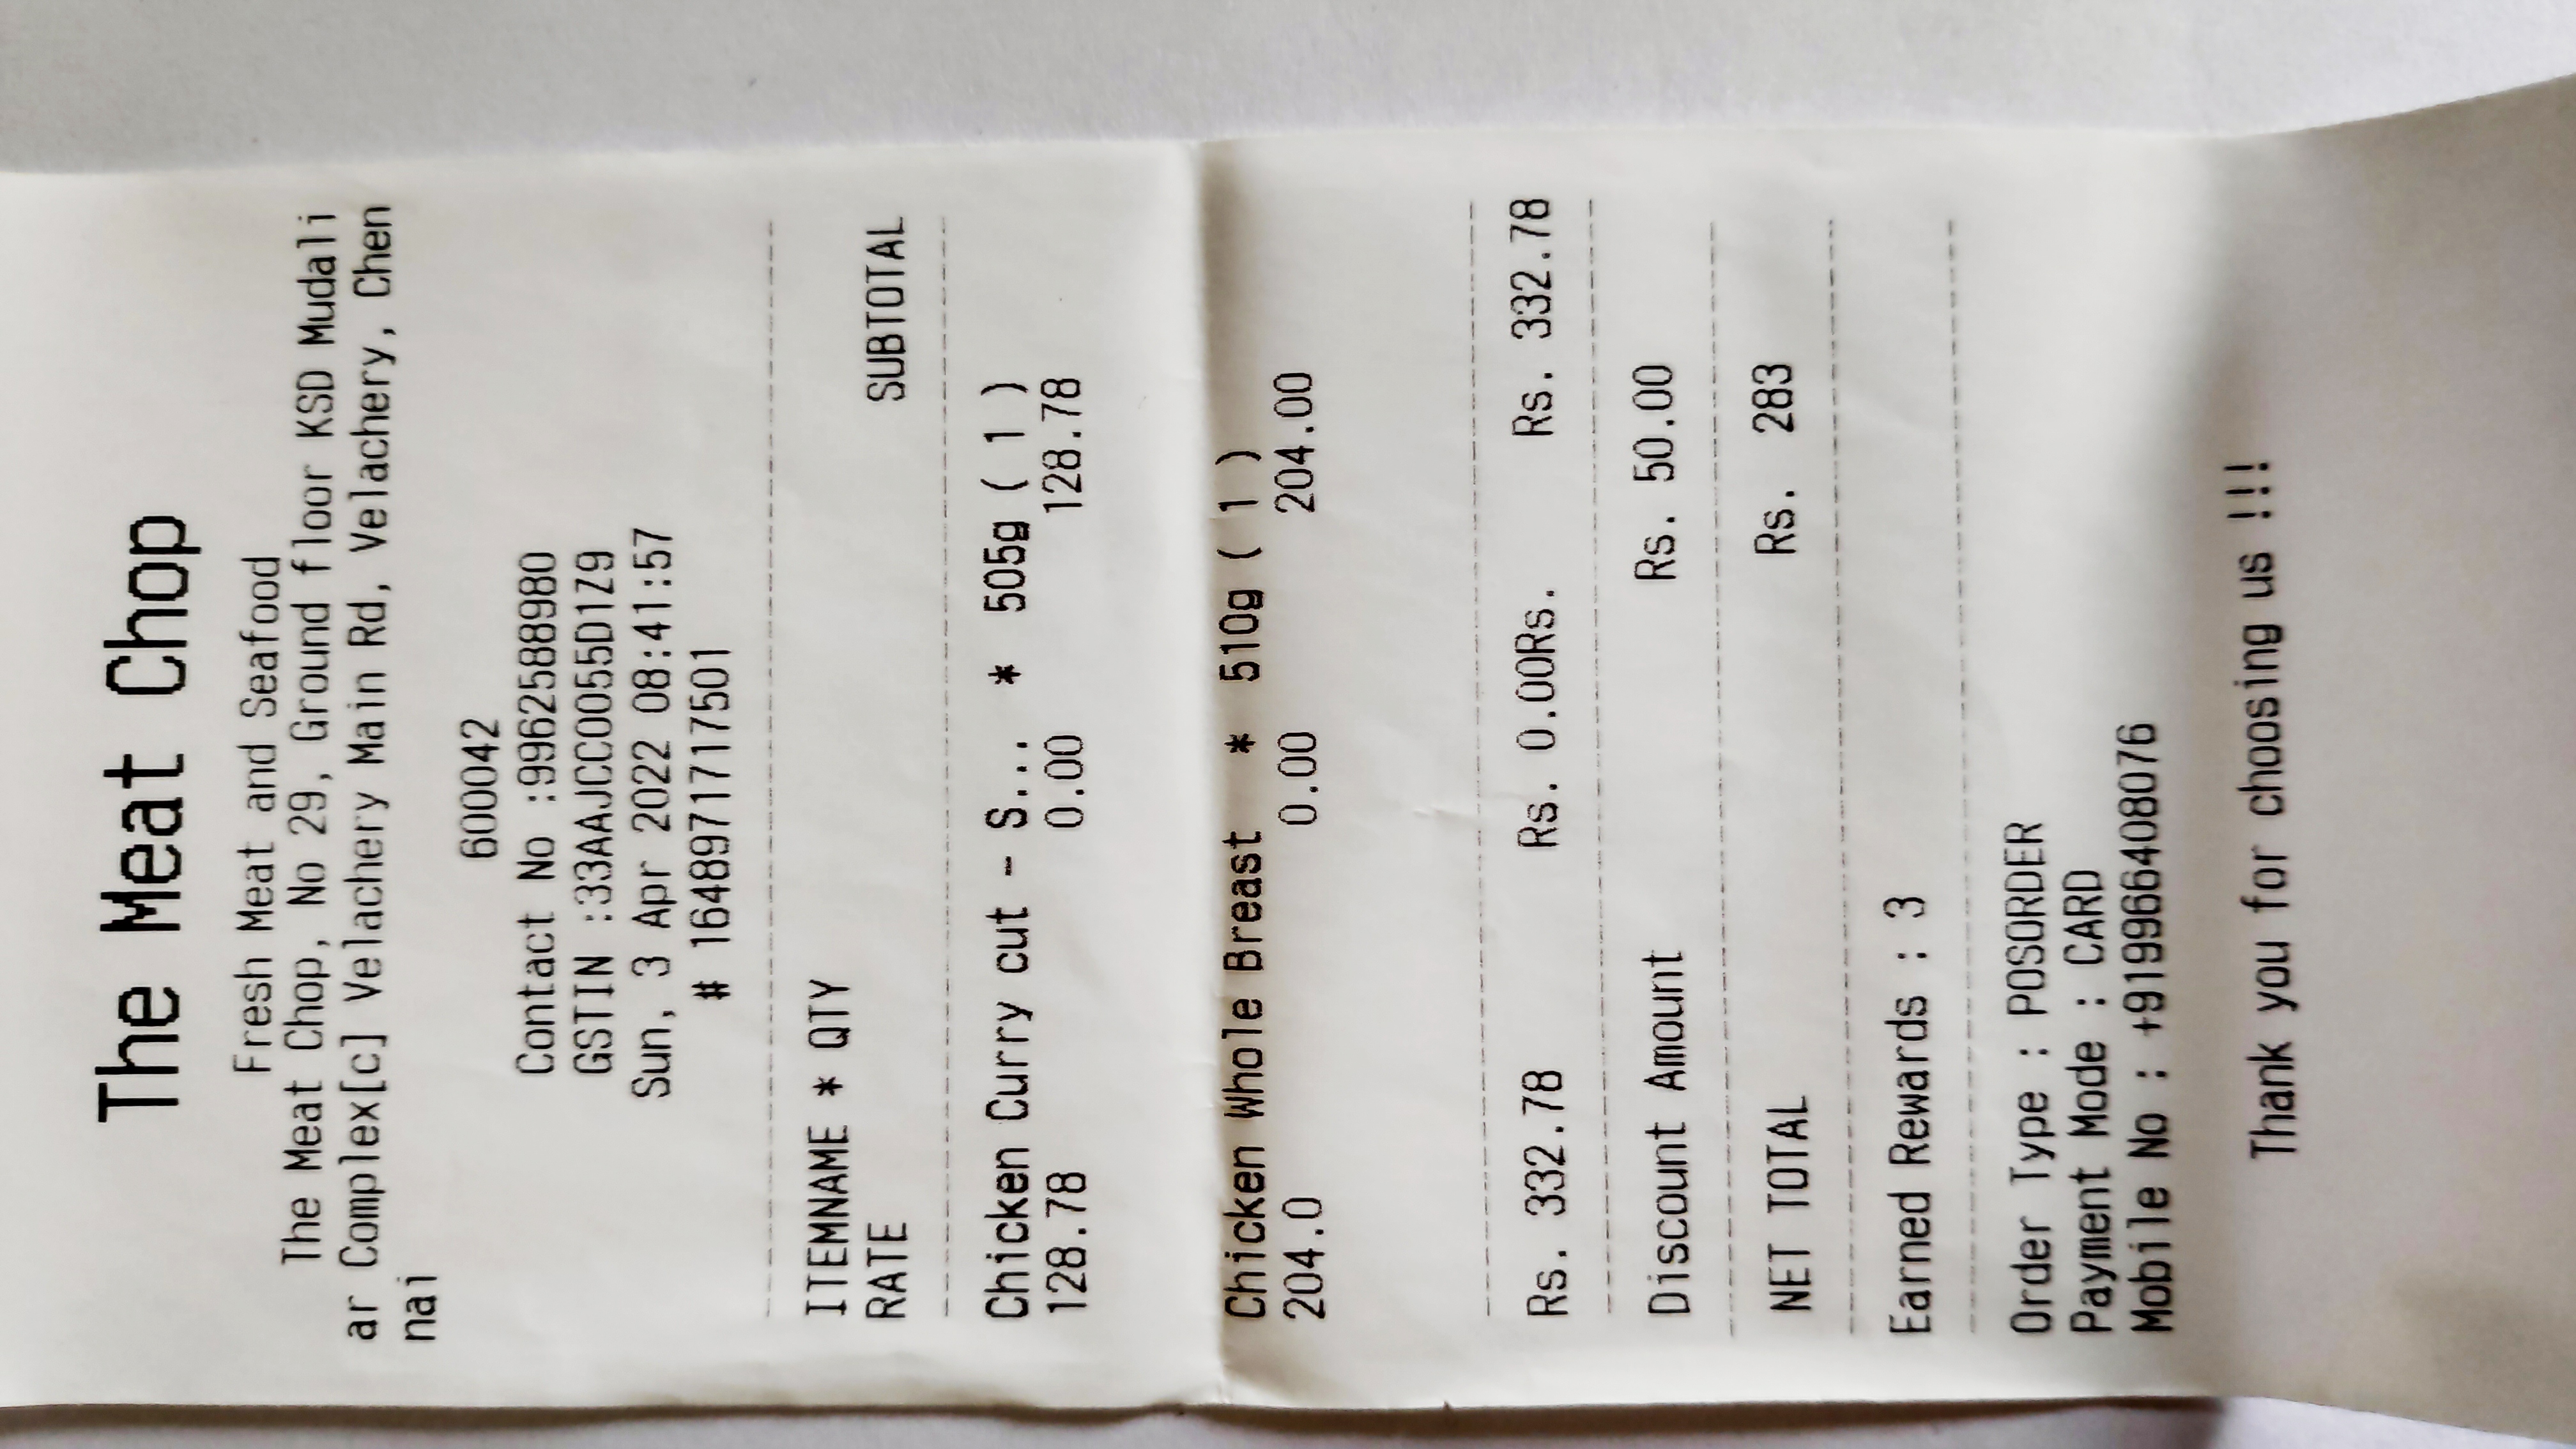 The Meat Chop
Fresh Meat and Seafood
The Meat Chop, No 29, Ground floor KSD Mudali
ar Complex[c] Velachery Main Rd, Velachery, Chen
nai
600042
Contact No :9962588980
GSTIN :33AAJCC0055D1Z9
Sun, 3 Apr 2022 08:41:57
# 1648971717501
ITEMNAME * QTY
RATE SUBTOTAL
Chicken Curry cut - S... * 505g ( 1 )
128.78 0.00 128.78
Chicken Whole Breast * 510g ( 1 )
204.0 0.00 204.00
Rs. 332.78 Rs. 0.00Rs. Rs. 332.78
Discount Amount Rs. 50.00
NET TOTAL Rs. 283
Earned Rewards : 3
Order Type : POSORDER
Payment Mode : CARD
Mobile No : +919966408076
Thank you for choosing us !!!